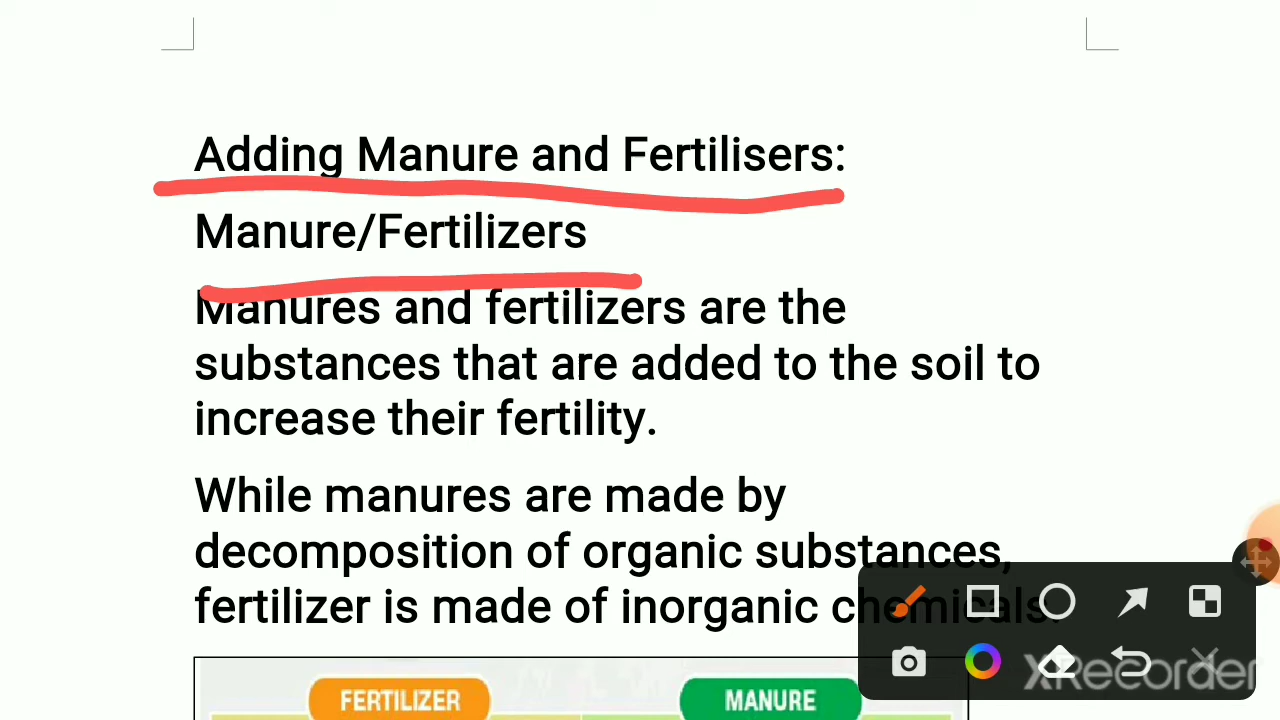 Adding Manure and Fertilisers:
Manure/Fertilizers
Manures and fertilizers are the
substances that are added to the soil to
increase their fertility.
While manures are made by
decomposition of organic substances,
fertilizer is made of inorganic chemicals.
FERTILIZER MANURE
XRecorder